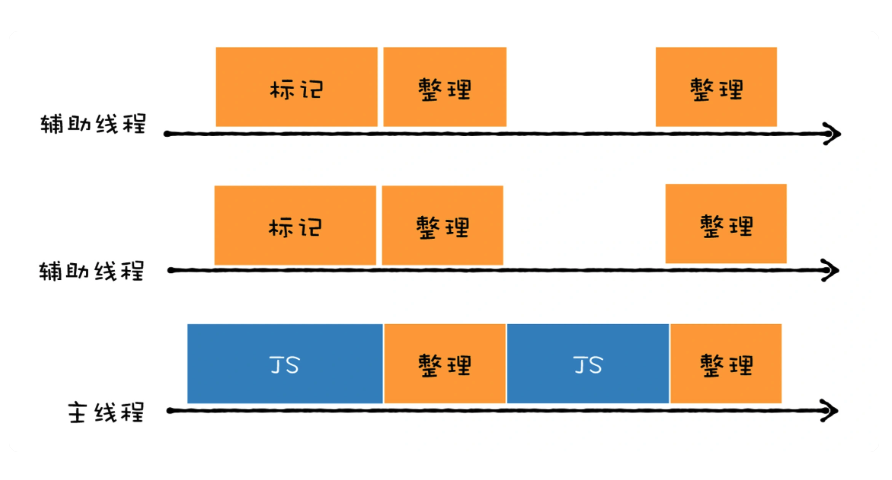 标记 整理 整理
辅助线程
标记 整理 整理
辅助线程
JS 整理 JS 整理
主线程